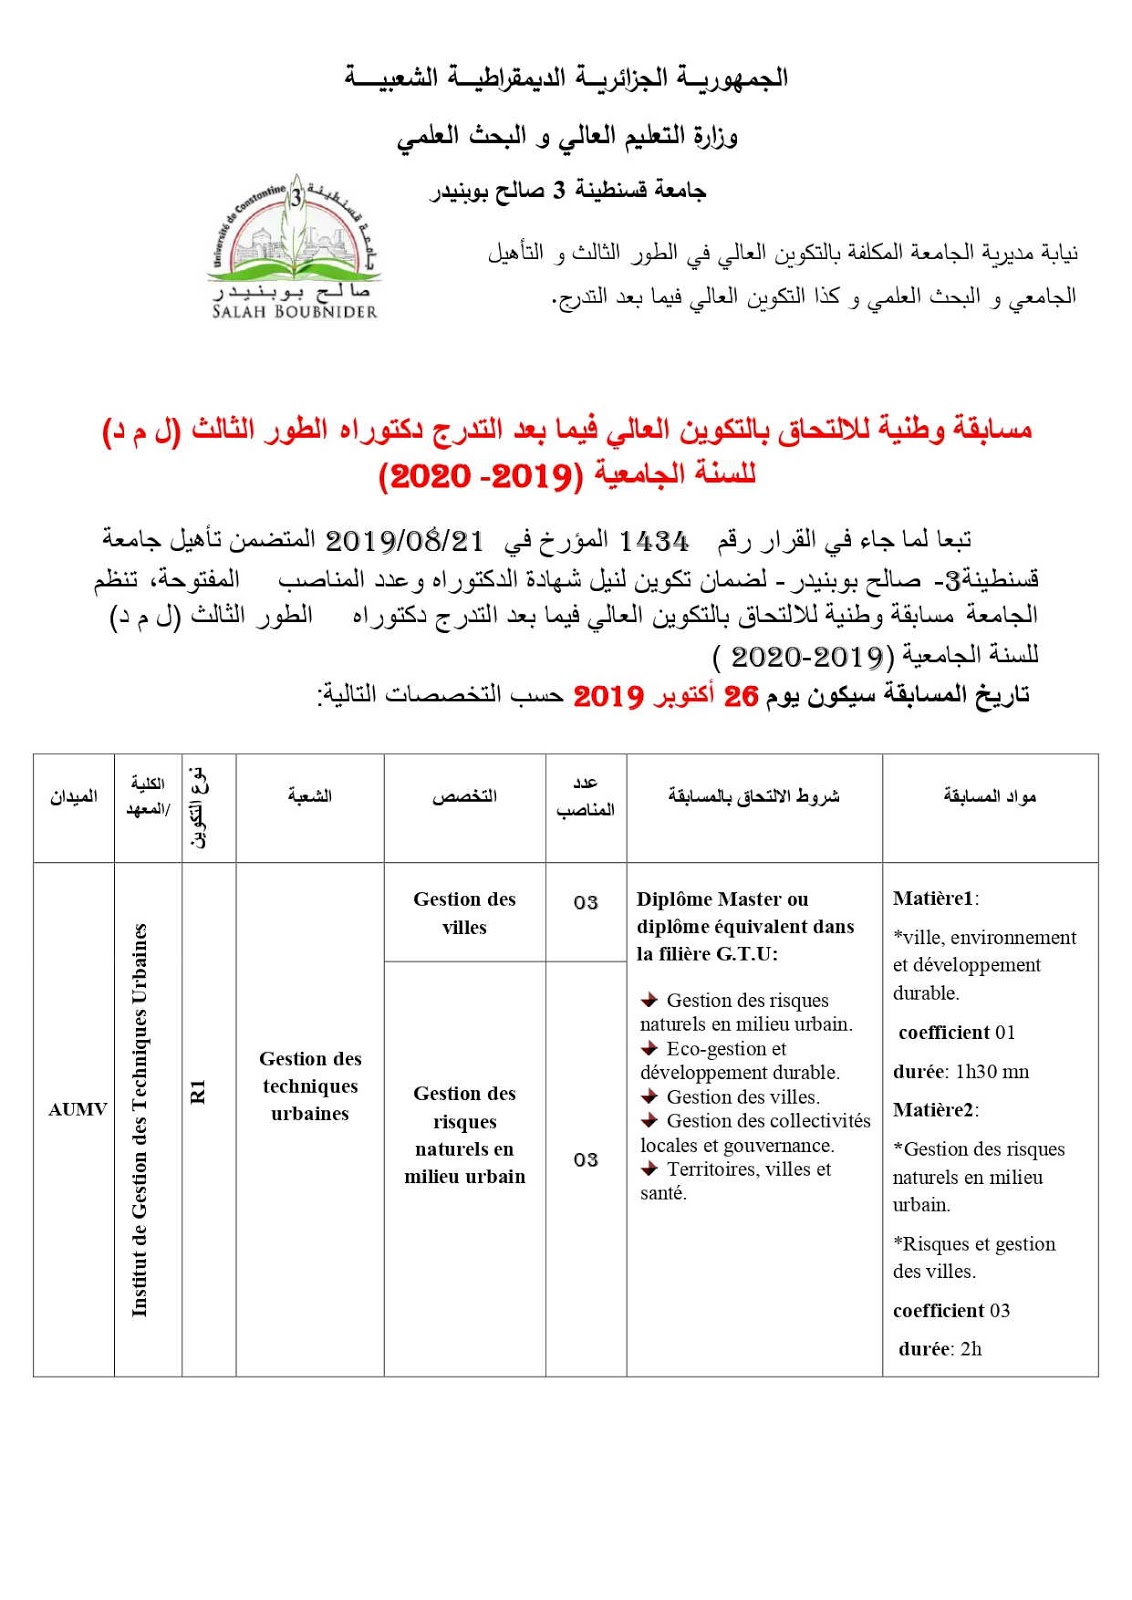 الجمهوريـة الجزائريـة الديمقراطيـة الشعبيـــة
وزارة التعليم العالي و البحث العلمي
جامعة قسنطينة 3 صالح بوبنيدر
Université de Constantine 3 جامعة قسنطينة
صالح بوبنيدر
SALAH BOUBNIDER
نيابة مديرية الجامعة المكلفة بالتكوين العالي في الطور الثالث و التأهيل
الجامعي و البحث العلمي و كذا التكوين العالي فيما بعد التدرج.
مسابقة وطنية للالتحاق بالتكوين العالي فيما بعد التدرج دكتوراه الطور الثالث (ل م د)
للسنة الجامعية (2019- 2020)
تبعا لما جاء في القرار رقم 1434 المؤرخ في 2019/08/21 المتضمن تأهيل جامعة
قسنطينة3- صالح بوبنيدر - لضمان تكوين لنيل شهادة الدكتوراه وعدد المناصب المفتوحة، تنظم
الجامعة مسابقة وطنية للالتحاق بالتكوين العالي فيما بعد التدرج دكتوراه الطور الثالث (ل م د)
للسنة الجامعية (2019-2020 )
تاريخ المسابقة سيكون يوم 26 أكتوبر 2019 حسب التخصصات التالية:
الميدان
الكلية
/المعهد
نوع التكوين
الشعبة
التخصص
عدد
المناصب
شروط الالتحاق بالمسابقة
مواد المسابقة
AUMV
Institut de Gestion des Techniques Urbaines
R1
Gestion des
techniques
urbaines
Gestion des
villes
03
Gestion des
risques
naturels en
milieu urbain
03
Diplôme Master ou
diplôme équivalent dans
la filière G.T.U:
Gestion des risques
naturels en milieu urbain.
Eco-gestion et
développement durable.
Gestion des villes.
Gestion des collectivités
locales et gouvernance.
Territoires, villes et
santé.
Matière1:
*ville, environnement
et développement
durable.
coefficient 01
durée: 1h30 mn
Matière2:
*Gestion des risques
naturels en milieu
urbain.
*Risques et gestion
des villes.
coefficient 03
durée: 2h